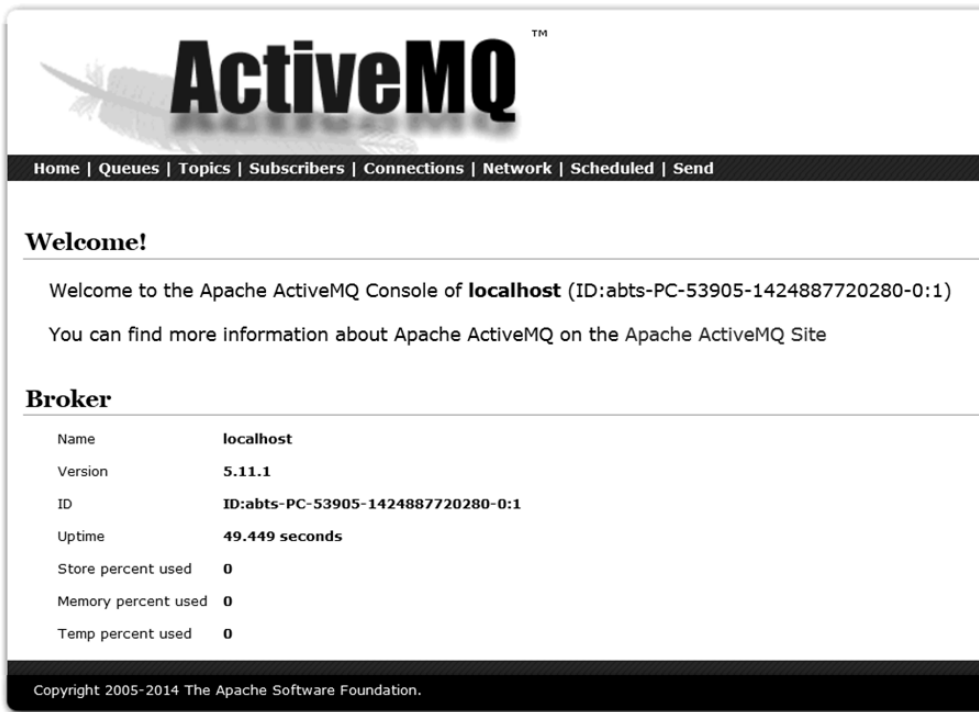 ActiveMQ ™
Home | Queues | Topics | Subscribers | Connections | Network | Scheduled | Send
Welcome!
Welcome to the Apache ActiveMQ Console of localhost (ID:abts-PC-53905-1424887720280-0:1)
You can find more information about Apache ActiveMQ on the Apache ActiveMQ Site
Broker
Name localhost
Version 5.11.1
ID ID:abts-PC-53905-1424887720280-0:1
Uptime 49.449 seconds
Store percent used 0
Memory percent used 0
Temp percent used 0
Copyright 2005-2014 The Apache Software Foundation.